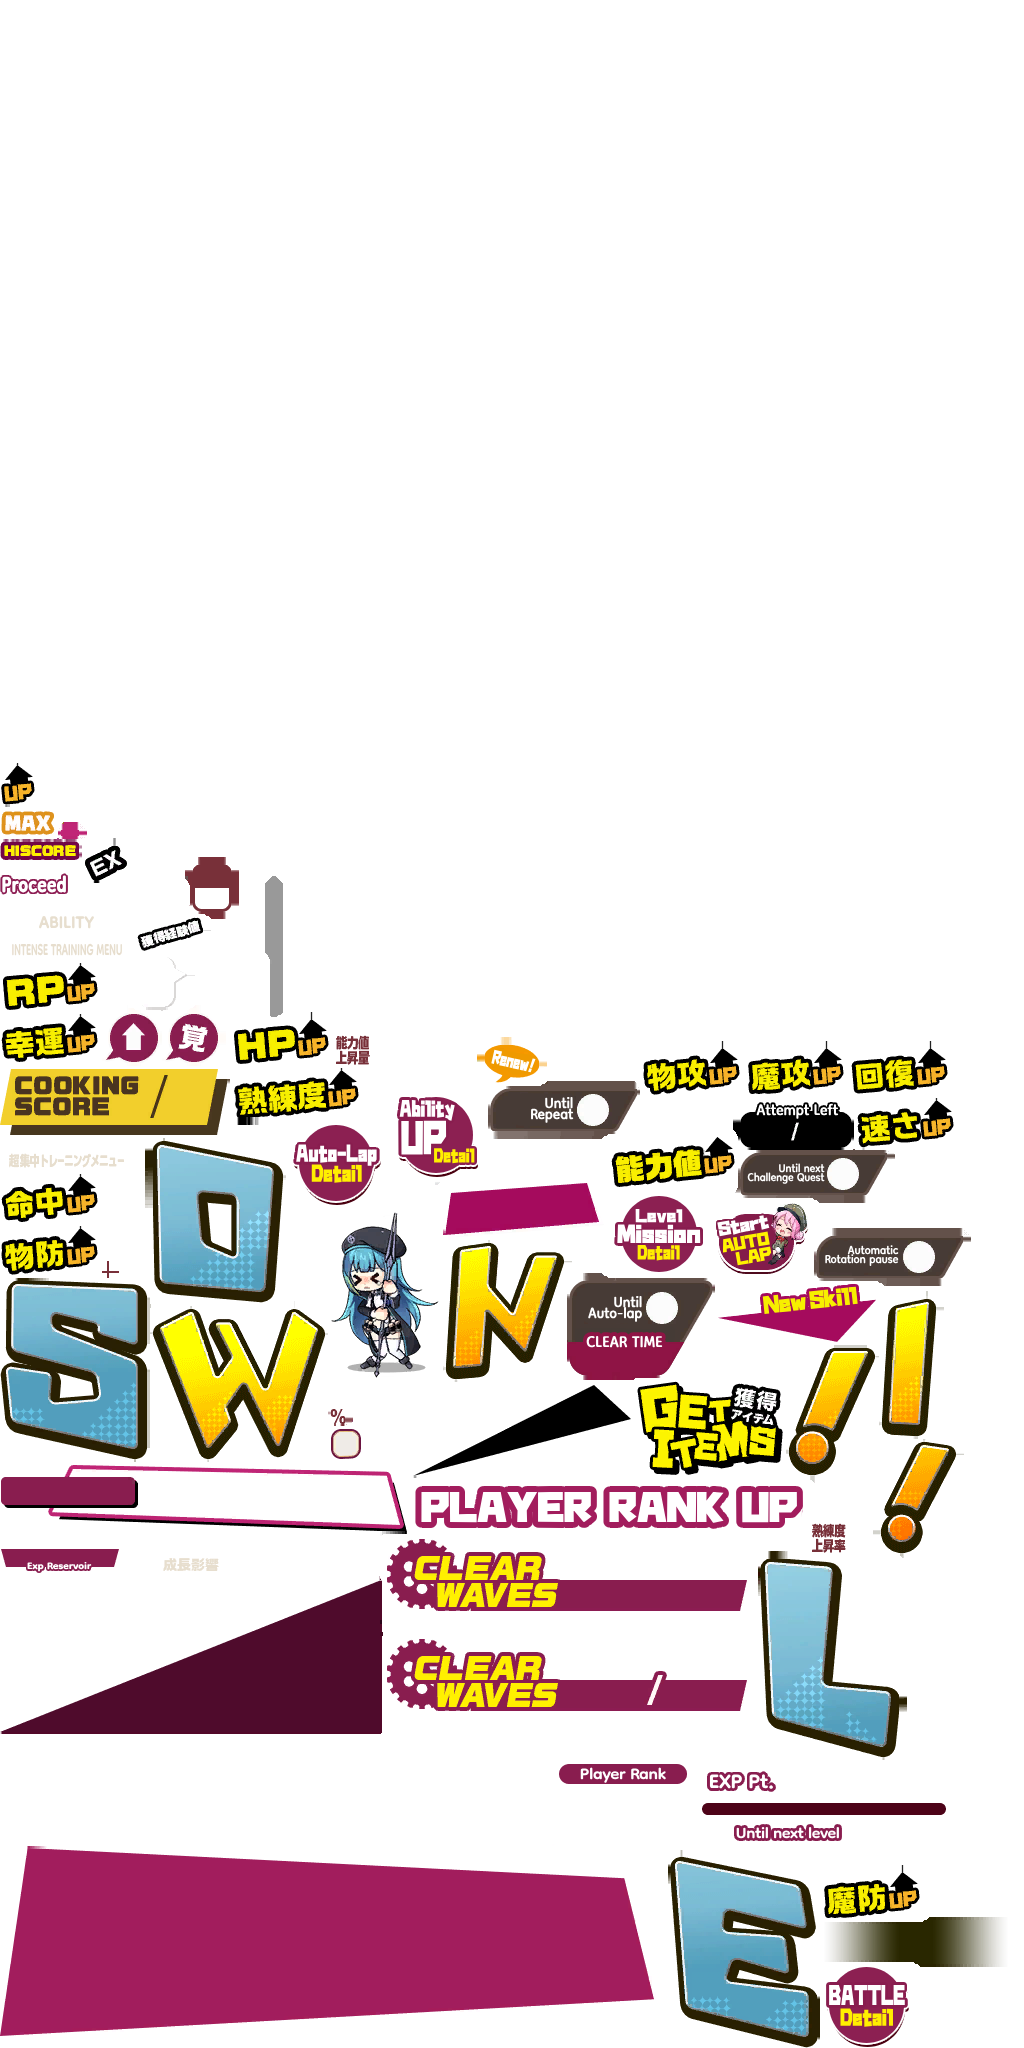 UP
MAX
HISCORE
EX
Proceed
ABILITY
獲得経験値
INTENSE TRAINING MENU
RP UP
幸運UP
覚
HP UP
能力値
上昇量
Renew!
物攻UP
魔攻UP
回復UP
COOKING
SCORE /
熟練度UP
Ability
UP
Detail
Until
Repeat
Attempt Left
/
速さUP
超集中トレーニングメニュー
Auto-Lap
Detail
能力値UP
Until next
Challenge Quest
命中UP
O
Level
Mission
Detail
Start
AUTO
LAP
物防UP
Automatic
Rotation pause
S
W
N
Until
Auto-lap
CLEAR TIME
New Skill
!
!
%
GET
ITEMS
獲得
アイテム
!
PLAYER RANK UP
熟練度
上昇率
Exp Reservoir
成長影響
CLEAR
WAVES
L
CLEAR
WAVES /
Player Rank
EXP Pt.
Until next level
E
魔防UP
BATTLE
Detail